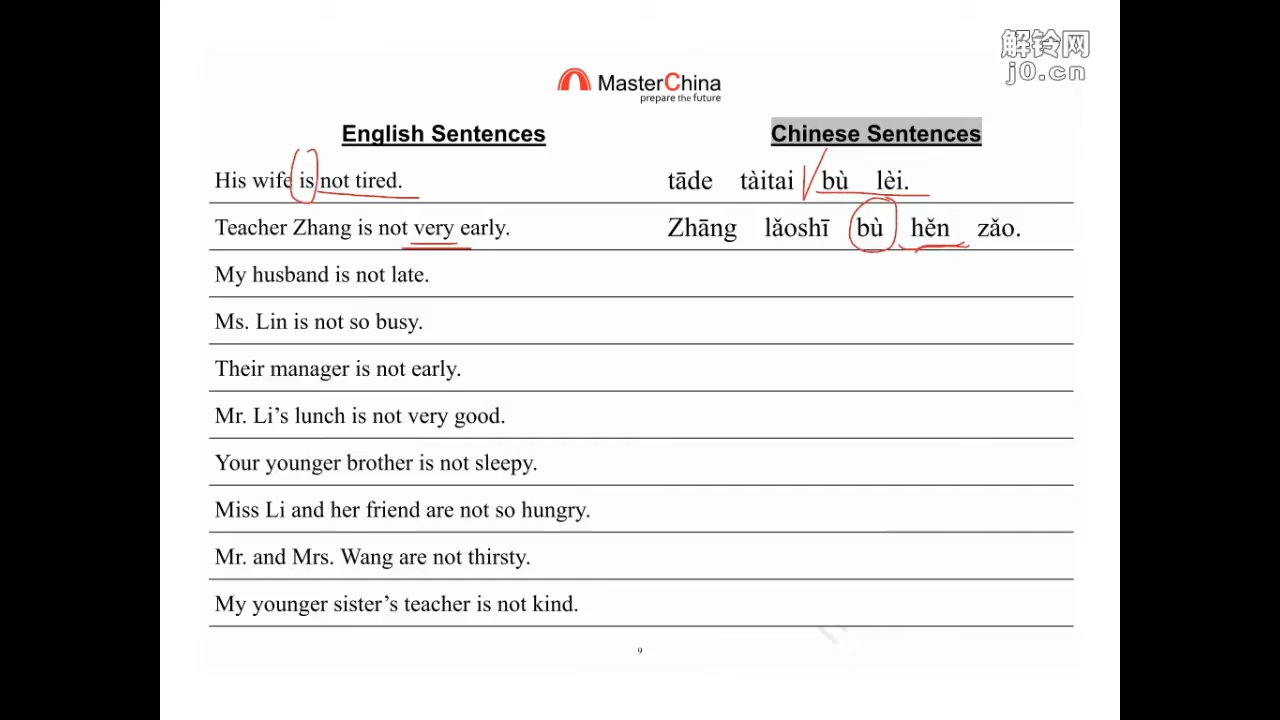 解铃网
j0.cn
MasterChina
prepare the future
English Sentences Chinese Sentences
His wife is not tired. tāde tàitai bù lèi.
Teacher Zhang is not very early. Zhāng lǎoshī bù hěn zǎo.
My husband is not late.
Ms. Lin is not so busy.
Their manager is not early.
Mr. Li’s lunch is not very good.
Your younger brother is not sleepy.
Miss Li and her friend are not so hungry.
Mr. and Mrs. Wang are not thirsty.
My younger sister’s teacher is not kind.
9